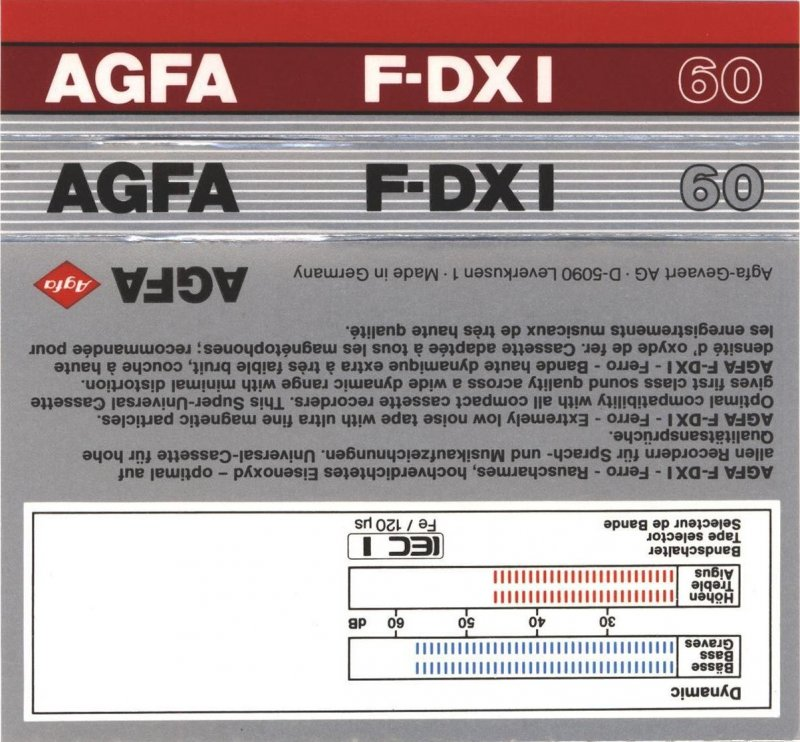 AGFA F-DX I 60
AGFA F-DX I 60
Dynamic
Bässe
Bass
Graves
30 40 50 60 dB
Höhen
Treble
Aigus
Bandschalter
Tape selector
Selecteur de Bande
IEC I
Fe / 120 µs
AGFA F-DX I - Ferro - Rauscharmes, hochverdichtetes Eisenoxyd – optimal auf
allen Recordern für Sprach- und Musikaufzeichnungen. Universal-Cassette für hohe
Qualitätsansprüche.
AGFA F-DX I - Ferro - Extremely low noise tape with ultra fine magnetic particles.
Optimal compatibility with all compact cassette recorders. This Super-Universal Cassette
gives first class sound quality across a wide dynamic range with minimal distortion.
AGFA F-DX I - Ferro - Bande haute dynamique extra à très faible bruit, couche à haute
densité d' oxyde de fer. Cassette adaptée à tous les magnétophones; recommandée pour
les enregistrements musicaux de très haute qualité.
Agfa-Gevaert AG · D-5090 Leverkusen 1 · Made in Germany
AGFA Agfa